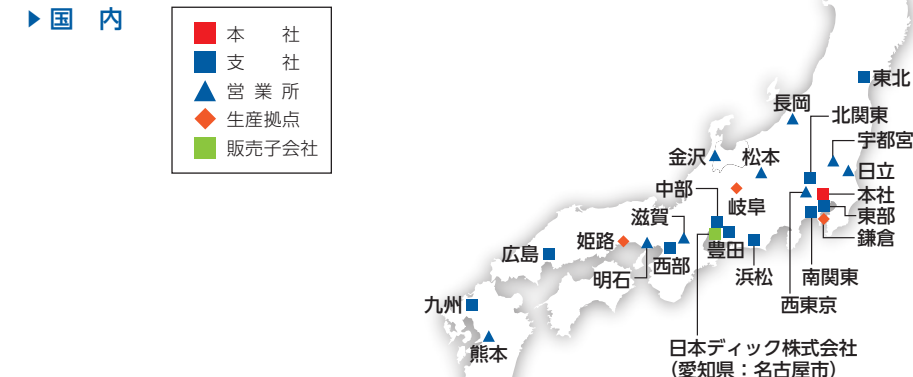 国 内
本 社
支 社
営 業 所
生産拠点
販売子会社
東北
長岡
北関東
宇都宮
金沢
松本
日立
中部
岐阜
本社
滋賀
東部
姫路
鎌倉
広島
豊田
西部
明石
浜松
南関東
九州
西東京
熊本
日本ディック株式会社
(愛知県：名古屋市)